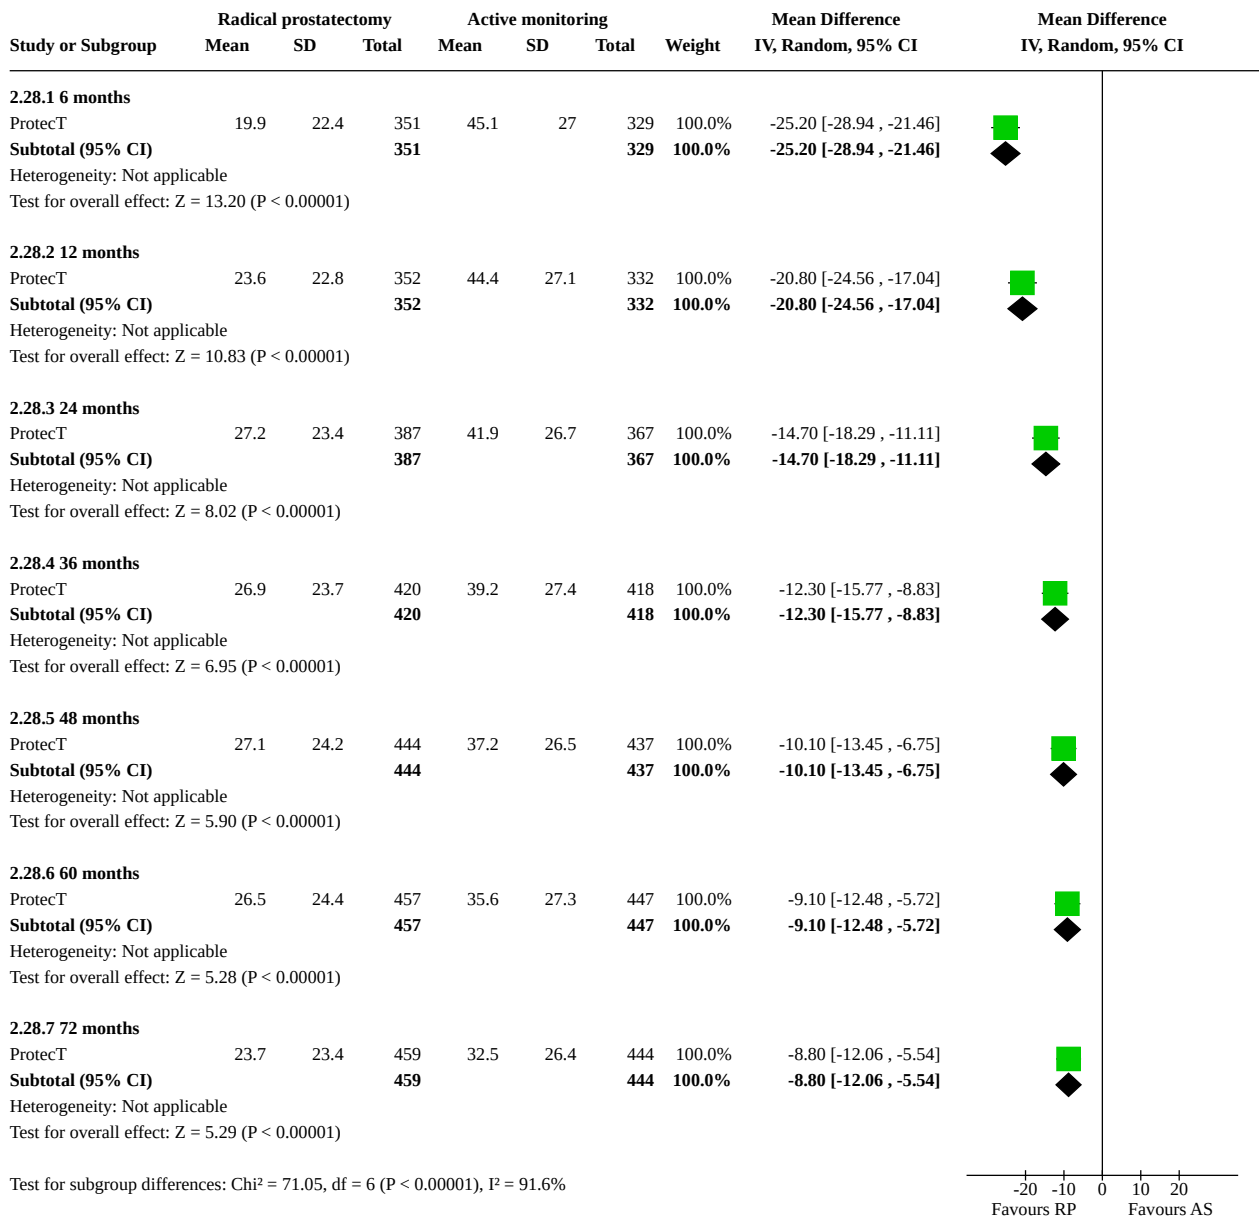 Radical prostatectomy Active monitoring Mean Difference Mean Difference
Study or Subgroup Mean SD Total Mean SD Total Weight IV, Random, 95% CI IV, Random, 95% CI
2.28.1 6 months
ProtecT 19.9 22.4 351 45.1 27 329 100.0% -25.20 [-28.94 , -21.46]
Subtotal (95% CI) 351 329 100.0% -25.20 [-28.94 , -21.46]
Heterogeneity: Not applicable
Test for overall effect: Z = 13.20 (P < 0.00001)
2.28.2 12 months
ProtecT 23.6 22.8 352 44.4 27.1 332 100.0% -20.80 [-24.56 , -17.04]
Subtotal (95% CI) 352 332 100.0% -20.80 [-24.56 , -17.04]
Heterogeneity: Not applicable
Test for overall effect: Z = 10.83 (P < 0.00001)
2.28.3 24 months
ProtecT 27.2 23.4 387 41.9 26.7 367 100.0% -14.70 [-18.29 , -11.11]
Subtotal (95% CI) 387 367 100.0% -14.70 [-18.29 , -11.11]
Heterogeneity: Not applicable
Test for overall effect: Z = 8.02 (P < 0.00001)
2.28.4 36 months
ProtecT 26.9 23.7 420 39.2 27.4 418 100.0% -12.30 [-15.77 , -8.83]
Subtotal (95% CI) 420 418 100.0% -12.30 [-15.77 , -8.83]
Heterogeneity: Not applicable
Test for overall effect: Z = 6.95 (P < 0.00001)
2.28.5 48 months
ProtecT 27.1 24.2 444 37.2 26.5 437 100.0% -10.10 [-13.45 , -6.75]
Subtotal (95% CI) 444 437 100.0% -10.10 [-13.45 , -6.75]
Heterogeneity: Not applicable
Test for overall effect: Z = 5.90 (P < 0.00001)
2.28.6 60 months
ProtecT 26.5 24.4 457 35.6 27.3 447 100.0% -9.10 [-12.48 , -5.72]
Subtotal (95% CI) 457 447 100.0% -9.10 [-12.48 , -5.72]
Heterogeneity: Not applicable
Test for overall effect: Z = 5.28 (P < 0.00001)
2.28.7 72 months
ProtecT 23.7 23.4 459 32.5 26.4 444 100.0% -8.80 [-12.06 , -5.54]
Subtotal (95% CI) 459 444 100.0% -8.80 [-12.06 , -5.54]
Heterogeneity: Not applicable
Test for overall effect: Z = 5.29 (P < 0.00001)
Test for subgroup differences: Chi² = 71.05, df = 6 (P < 0.00001), I² = 91.6%
-20 -10 0 10 20
Favours RP Favours AS